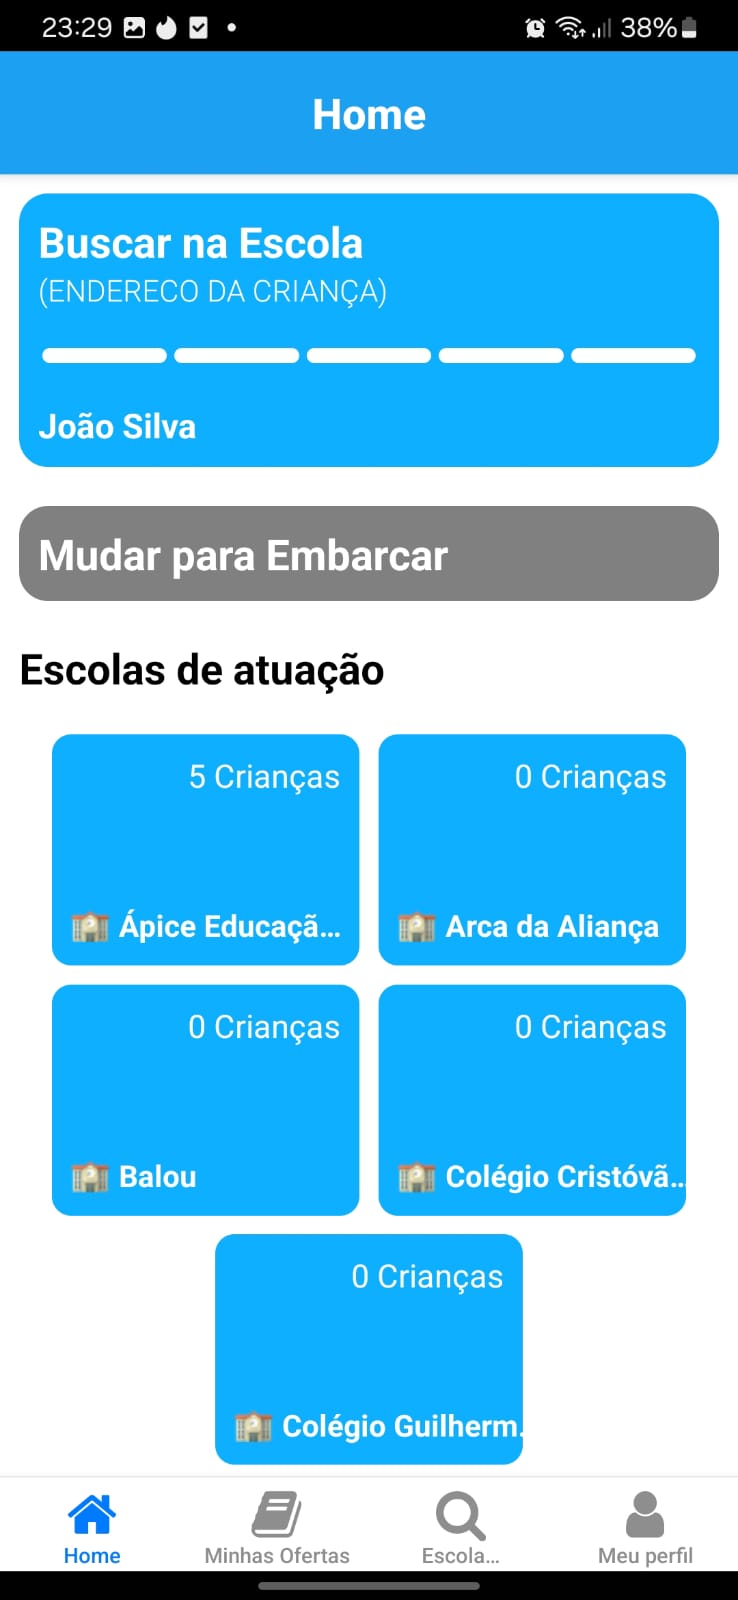 23:29
38%
Home
Buscar na Escola
(ENDERECO DA CRIANÇA)
João Silva
Mudar para Embarcar
Escolas de atuação
5 Crianças
Ápice Educaçã...
0 Crianças
Arca da Aliança
0 Crianças
Balou
0 Crianças
Colégio Cristóvã...
0 Crianças
Colégio Guilherm.
Home
Minhas Ofertas
Escola...
Meu perfil